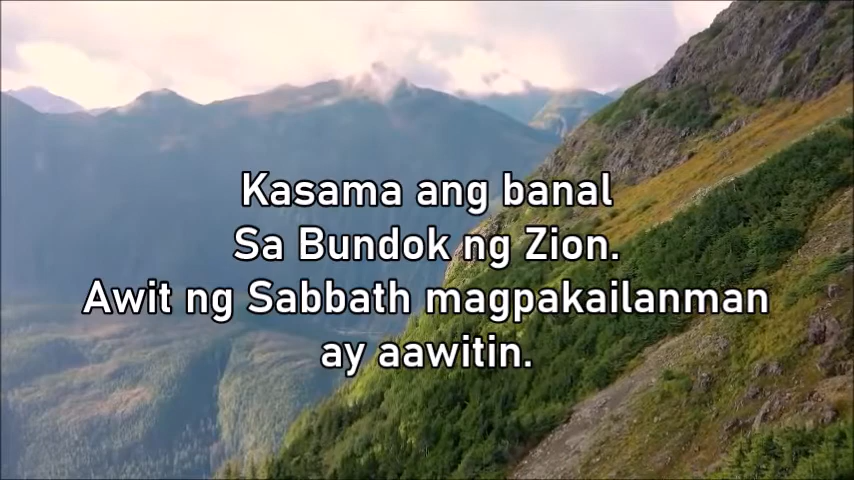 Kasama ang banal
Sa Bundok ng Zion.
Awit ng Sabbath magpakailanman
ay aawitin.